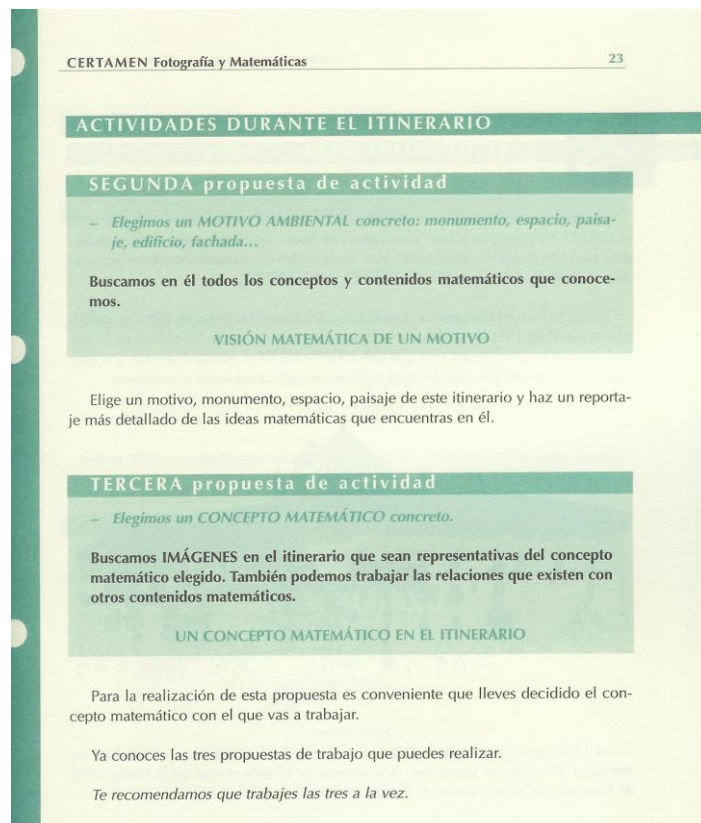 CERTAMEN Fotografía y Matemáticas 23
ACTIVIDADES DURANTE EL ITINERARIO
SEGUNDA propuesta de actividad
– Elegimos un MOTIVO AMBIENTAL concreto: monumento, espacio, paisa-
je, edificio, fachada...
Buscamos en él todos los conceptos y contenidos matemáticos que conoce-
mos.
VISIÓN MATEMÁTICA DE UN MOTIVO
Elige un motivo, monumento, espacio, paisaje de este itinerario y haz un reporta-
je más detallado de las ideas matemáticas que encuentras en él.
TERCERA propuesta de actividad
– Elegimos un CONCEPTO MATEMÁTICO concreto.
Buscamos IMÁGENES en el itinerario que sean representativas del concepto
matemático elegido. También podemos trabajar las relaciones que existen con
otros contenidos matemáticos.
UN CONCEPTO MATEMÁTICO EN EL ITINERARIO
Para la realización de esta propuesta es conveniente que lleves decidido el con-
cepto matemático con el que vas a trabajar.
Ya conoces las tres propuestas de trabajo que puedes realizar.
Te recomendamos que trabajes las tres a la vez.